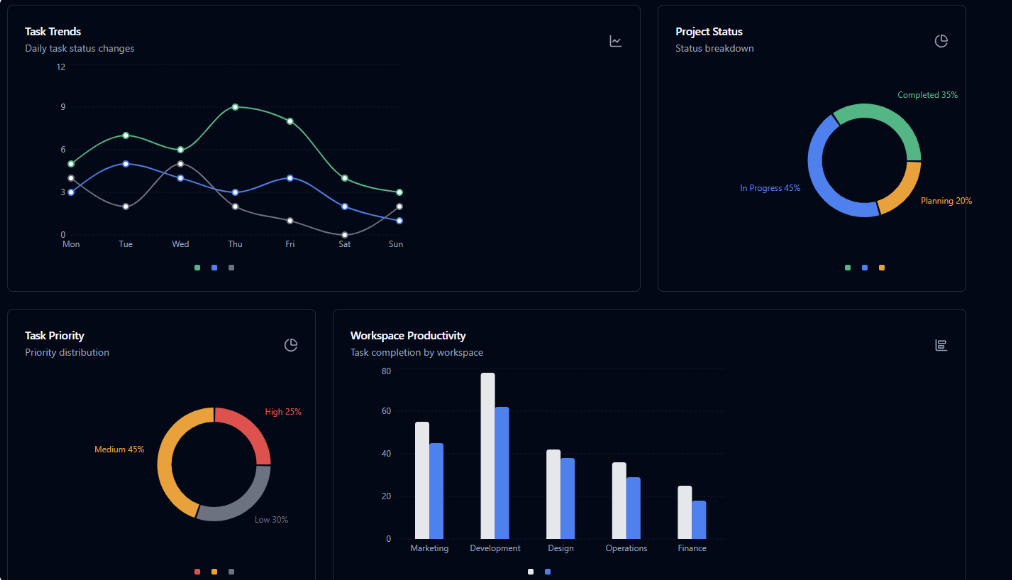 Task Trends
Daily task status changes
12
9
6
3
0
Mon Tue Wed Thu Fri Sat Sun
Project Status
Status breakdown
Completed 35%
In Progress 45%
Planning 20%
Task Priority
Priority distribution
High 25%
Medium 45%
Low 30%
Workspace Productivity
Task completion by workspace
80
60
40
20
0
Marketing Development Design Operations Finance